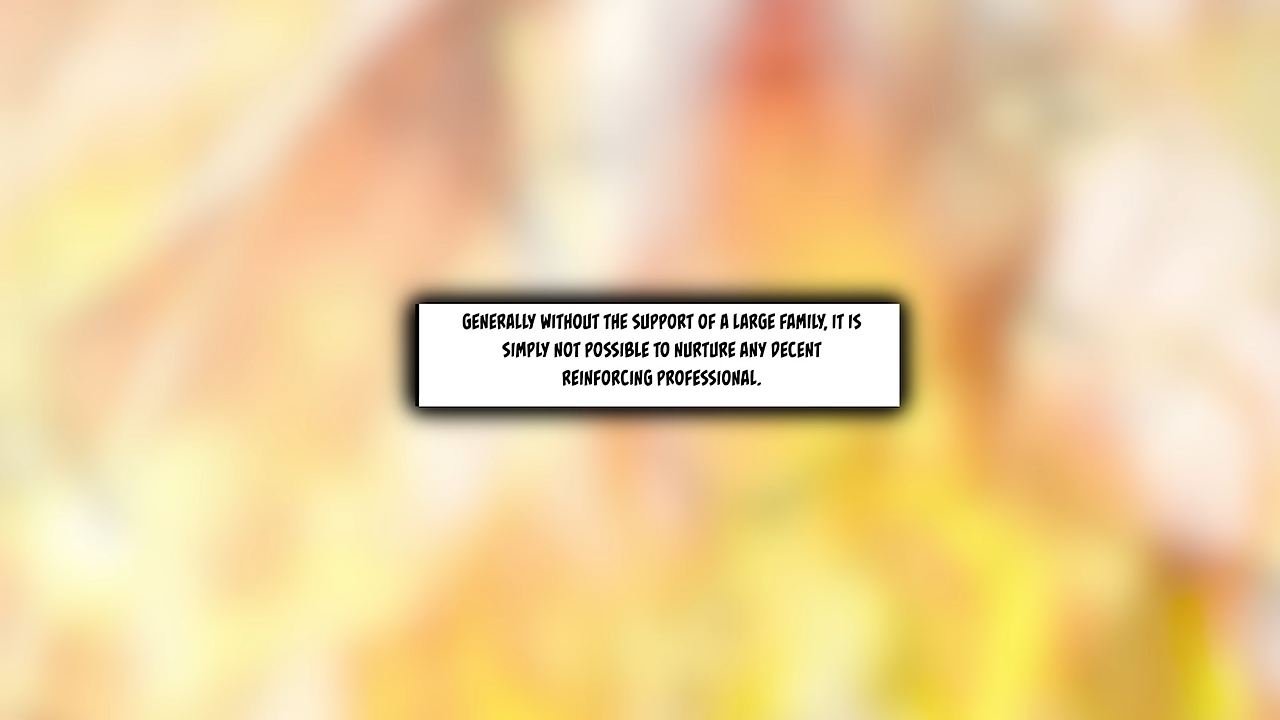 GENERALLY WITHOUT THE SUPPORT OF A LARGE FAMILY, IT IS
SIMPLY NOT POSSIBLE TO NURTURE ANY DECENT
REINFORCING PROFESSIONAL.